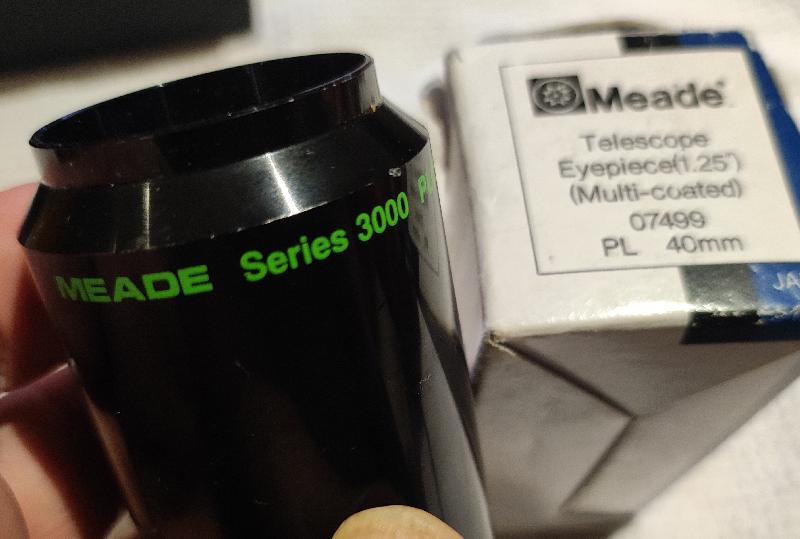 MEADE Series 3000
Meade
Telescope
Eyepiece(1.25")
(Multi-coated)
07499
PL 40mm